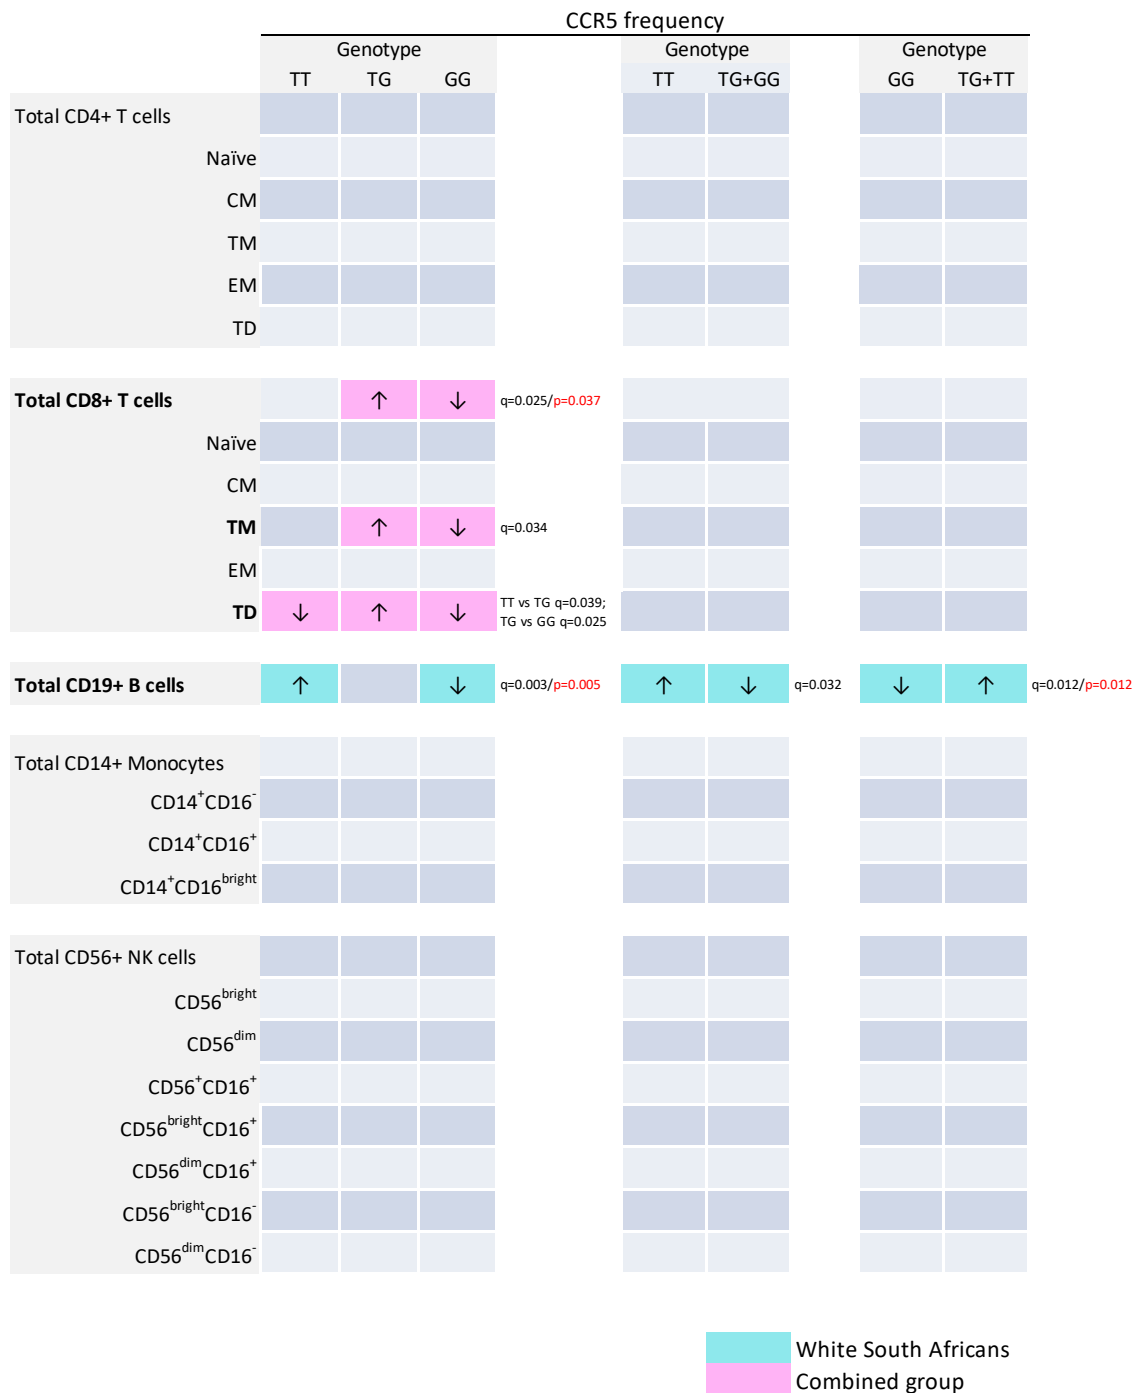 CCR5 frequency
Genotype Genotype Genotype
TT TG GG TT TG+GG GG TG+TT
Total CD4+ T cells
Naïve
CM
TM
EM
TD
Total CD8+ T cells ↑ ↓ q=0.025/p=0.037
Naïve
CM
TM ↑ ↓ q=0.034
EM
TD ↓ ↑ ↓ TT vs TG q=0.039;
TG vs GG q=0.025
Total CD19+ B cells ↑ ↓ q=0.003/p=0.005 ↑ ↓ q=0.032 ↓ ↑ q=0.012/p=0.012
Total CD14+ Monocytes
CD14⁺CD16⁻
CD14⁺CD16⁺
CD14⁺CD16ᵇʳⁱᵍʰᵗ
Total CD56+ NK cells
CD56ᵇʳⁱᵍʰᵗ
CD56ᵈⁱᵐ
CD56⁺CD16⁺
CD56ᵇʳⁱᵍʰᵗCD16⁺
CD56ᵈⁱᵐCD16⁺
CD56ᵇʳⁱᵍʰᵗCD16⁻
CD56ᵈⁱᵐCD16⁻
White South Africans
Combined group